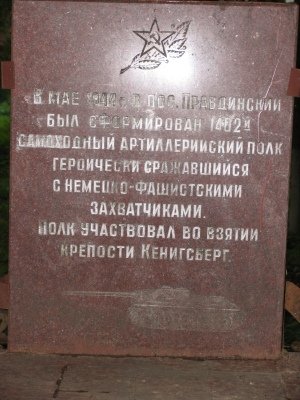 В МАЕ В ПОС. ПРАВДИНСКИЙ
БЫЛ СФОРМИРОВАН
САМОХОДНЫЙ АРТИЛЛЕРИЙСКИЙ ПОЛК
ГЕРОИЧЕСКИ СРАЖАВШИЙСЯ
С НЕМЕЦКО-ФАШИСТСКИМИ
ЗАХВАТЧИКАМИ.
ПОЛК УЧАСТВОВАЛ ВО ВЗЯТИИ
КРЕПОСТИ КЕНИГСБЕРГ.